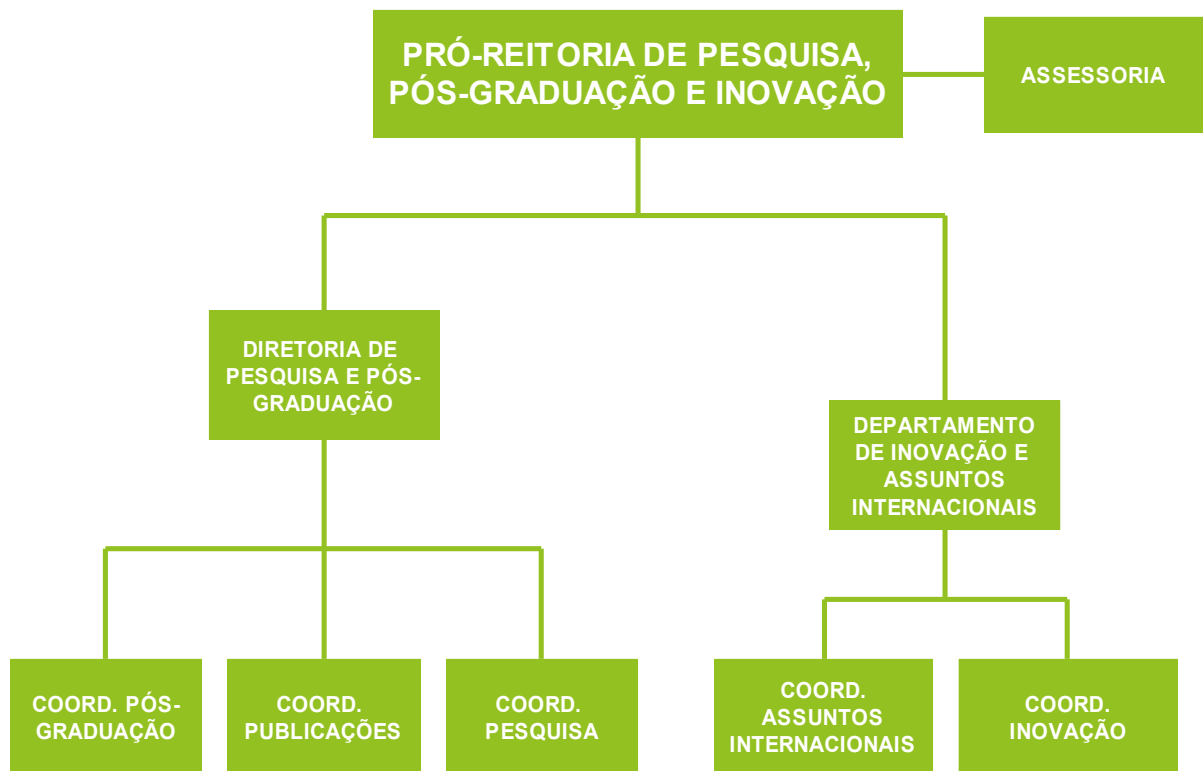 PRÓ-REITORIA DE PESQUISA,
PÓS-GRADUAÇÃO E INOVAÇÃO
ASSESSORIA
DIRETORIA DE
PESQUISA E PÓS-
GRADUAÇÃO
DEPARTAMENTO
DE INOVAÇÃO E
ASSUNTOS
INTERNACIONAIS
COORD. PÓS-
GRADUAÇÃO
COORD.
PUBLICAÇÕES
COORD.
PESQUISA
COORD.
ASSUNTOS
INTERNACIONAIS
COORD.
INOVAÇÃO